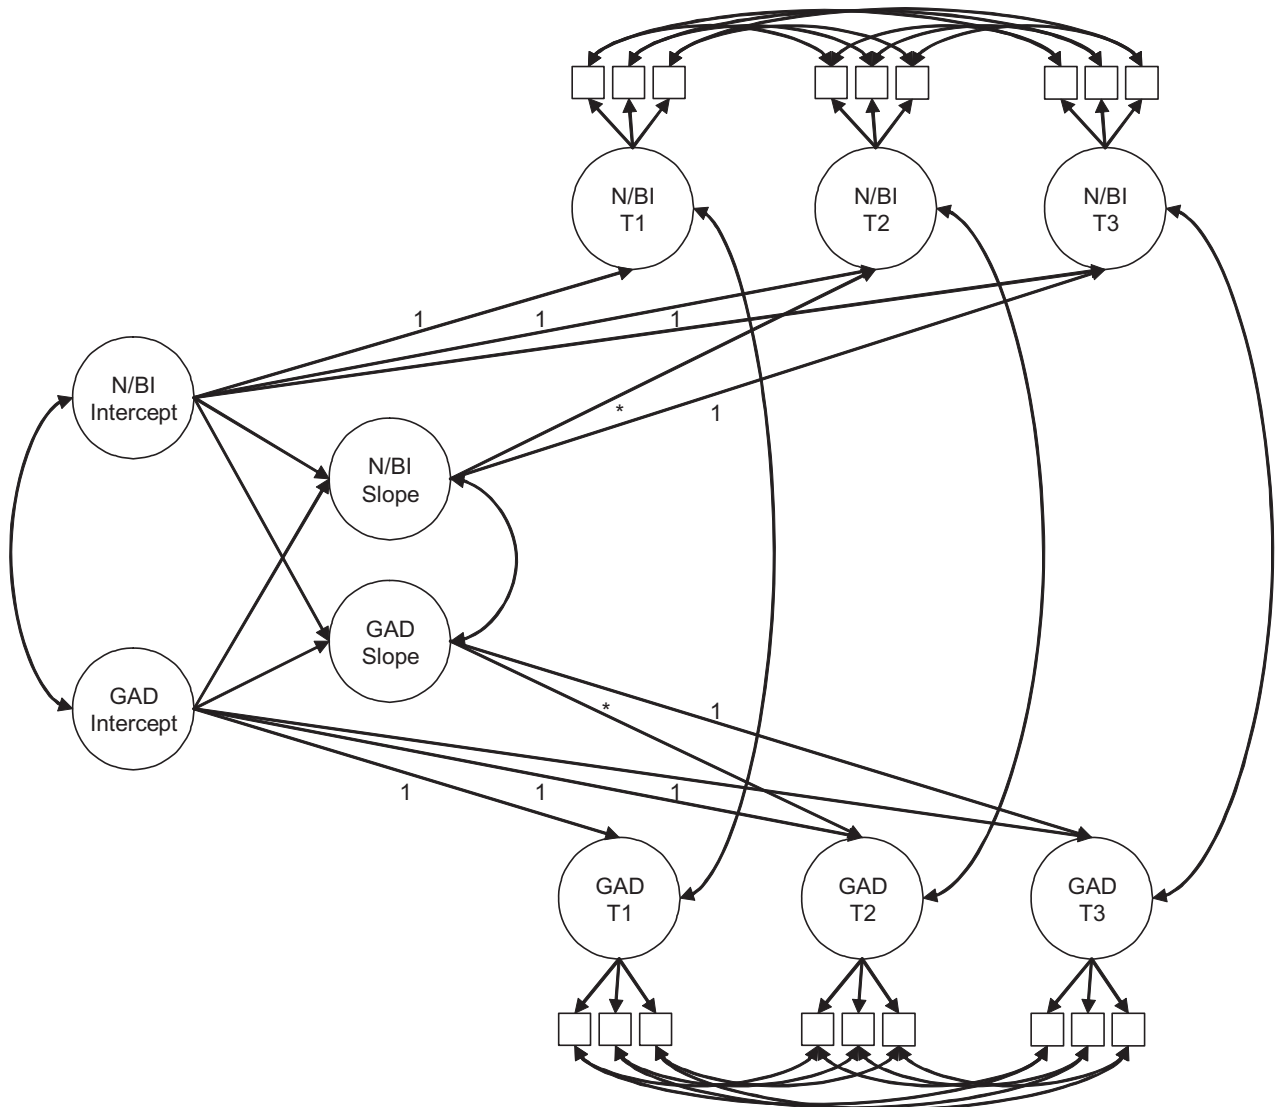 N/BI
T1
N/BI
T2
N/BI
T3
1
1
1
N/BI
Intercept
*
1
N/BI
Slope
GAD
Slope
GAD
Intercept
*
1
1
1
1
GAD
T1
GAD
T2
GAD
T3